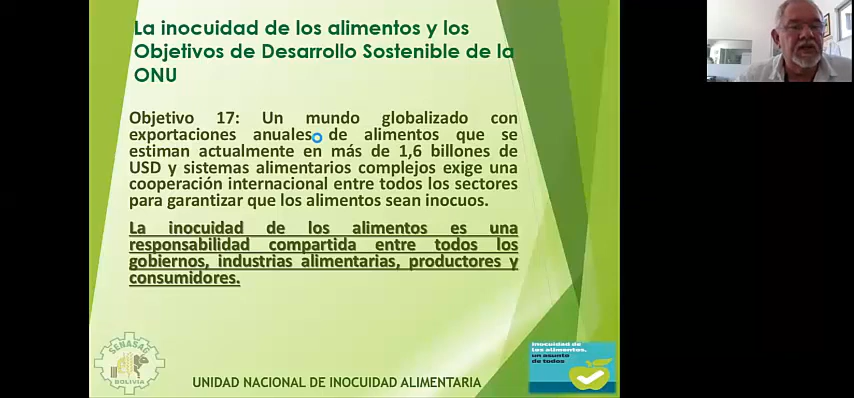 La inocuidad de los alimentos y los
Objetivos de Desarrollo Sostenible de la
ONU
Objetivo 17: Un mundo globalizado con
exportaciones anuales de alimentos que se
estiman actualmente en más de 1,6 billones de
USD y sistemas alimentarios complejos exige una
cooperación internacional entre todos los sectores
para garantizar que los alimentos sean inocuos.
La inocuidad de los alimentos es una
responsabilidad compartida entre todos los
gobiernos, industrias alimentarias, productores y
consumidores.
SENASAG
BOLIVIA
UNIDAD NACIONAL DE INOCUIDAD ALIMENTARIA
Inocuidad de
los alimentos,
un asunto
de todos